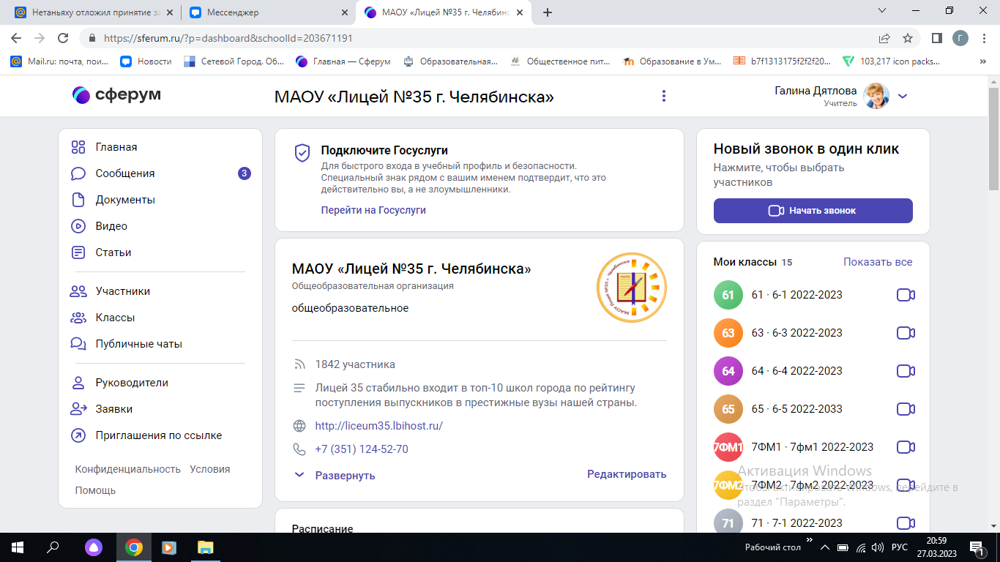 Нетаньяху отложил принятие за
Мессенджер
МАОУ «Лицей №35 г. Челябинс
https://sferum.ru/?p=dashboard&schoolId=203671191
Г
Mail.ru: почта, пои...
Новости
Сетевой Город. Об...
Главная — Сферум
Образовательная...
Общественное пит...
Образование в Ум...
b7f1313175f2f2f20...
103,217 icon packs...
сферум
МАОУ «Лицей №35 г. Челябинска»
Галина Дятлова
Учитель
Главная
Сообщения
3
Документы
Видео
Статьи
Участники
Классы
Публичные чаты
Руководители
Заявки
Приглашения по ссылке
Конфиденциальность Условия
Помощь
Подключите Госуслуги
Для быстрого входа в учебный профиль и безопасности.
Специальный знак рядом с вашим именем подтвердит, что это
действительно вы, а не злоумышленники.
Перейти на Госуслуги
МАОУ «Лицей №35 г. Челябинска»
Общеобразовательная организация
общеобразовательное
МАОУ Лицей №35 г. Челябинска
1842 участника
Лицей 35 стабильно входит в топ-10 школ города по рейтингу
поступления выпускников в престижные вузы нашей страны.
http://liceum35.lbihost.ru/
+7 (351) 124-52-70
Развернуть
Редактировать
Расписание
Новый звонок в один клик
Нажмите, чтобы выбрать
участников
Начать звонок
Мои классы 15
Показать все
61 61 · 6-1 2022-2023
63 63 · 6-3 2022-2023
64 64 · 6-4 2022-2023
65 65 · 6-5 2022-2033
7ФМ1 7ФМ1 · 7фм1 2022-2023
7ФМ2 7ФМ2 · 7фм2 2022-2023
71 71 · 7-1 2022-2023
Активация Windows
Чтобы активировать Windows, перейдите в
раздел "Параметры".
Рабочий стол
РУС
20:59
27.03.2023
1